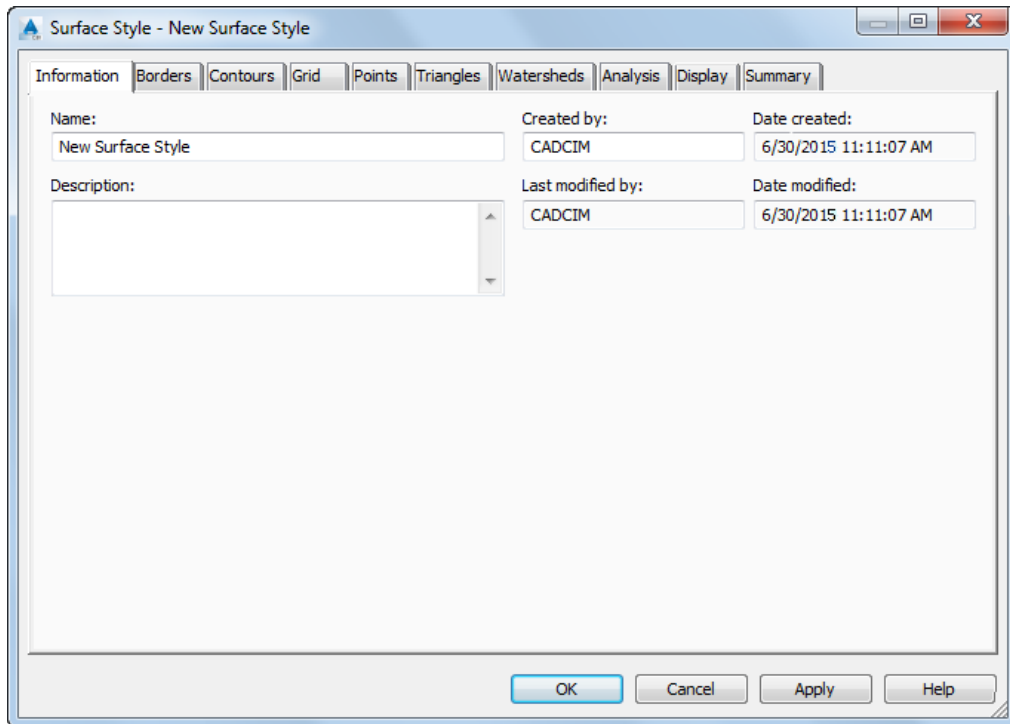 Surface Style - New Surface Style
Information Borders Contours Grid Points Triangles Watersheds Analysis Display Summary
Name: Created by: Date created:
New Surface Style CADCIM 6/30/2015 11:11:07 AM
Description: Last modified by: Date modified:
CADCIM 6/30/2015 11:11:07 AM
OK Cancel Apply Help